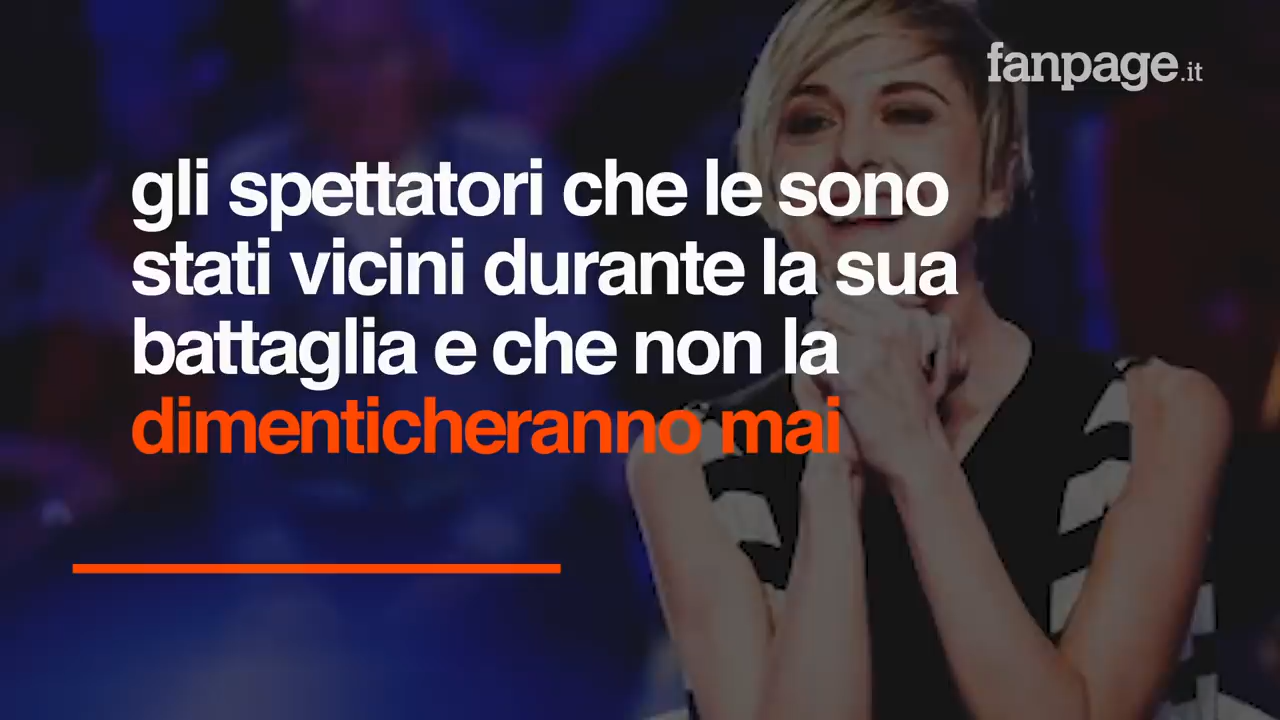 fanpage.it
gli spettatori che le sono
stati vicini durante la sua
battaglia e che non la
dimenticheranno mai